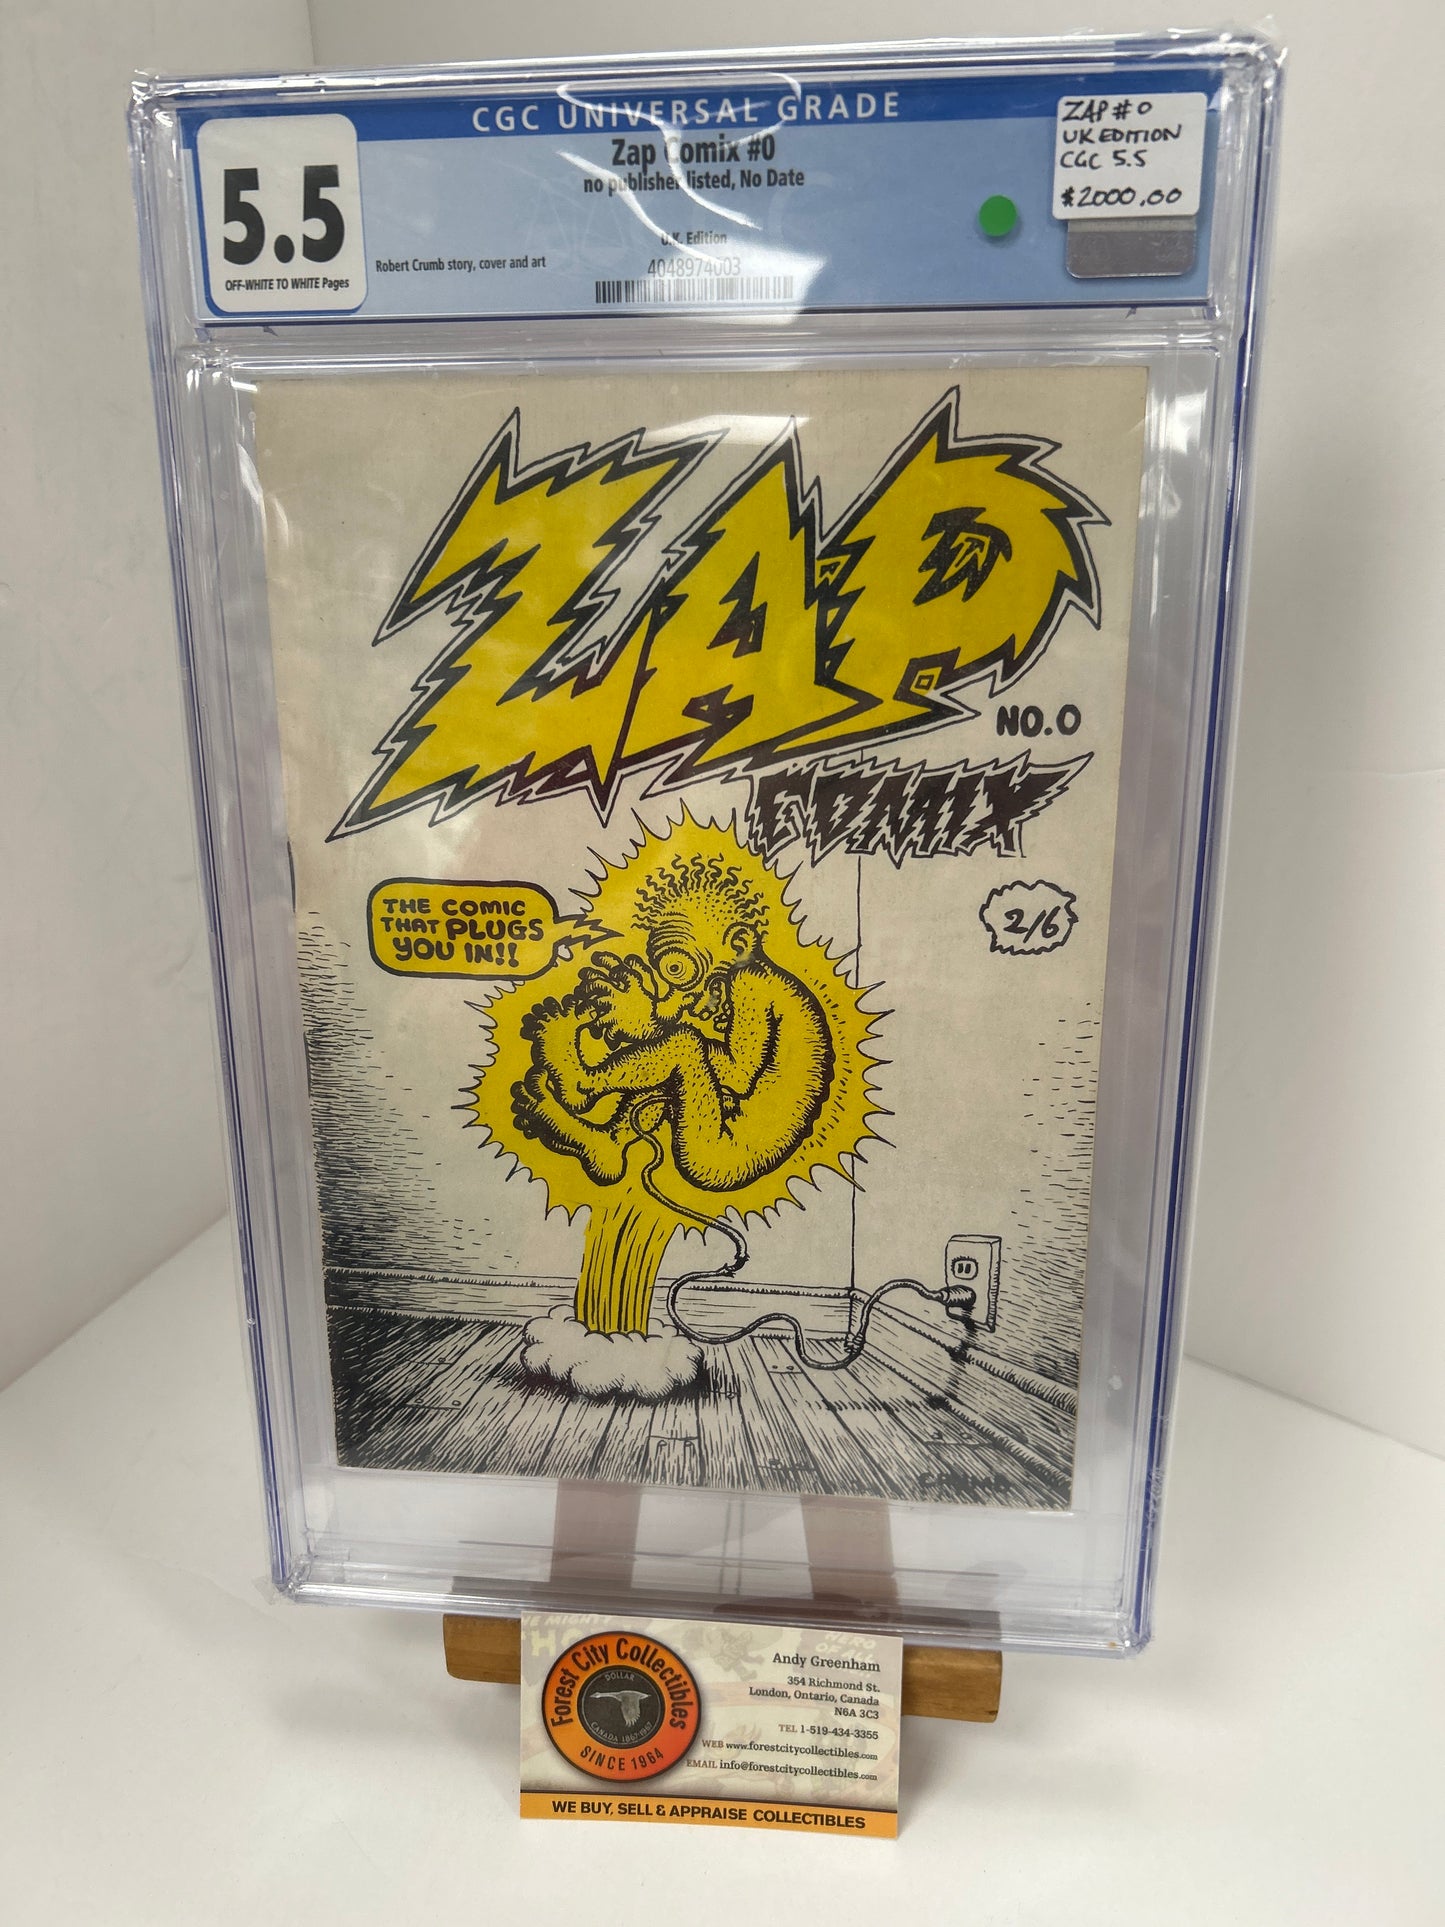 CGC UNIVERSAL GRADE
5.5
OFF-WHITE TO WHITE Pages
Zap Comix #0
no publisher listed, No Date
U.K. Edition
Robert Crumb story, cover and art
4048974003
ZAP #0
UK EDITION
CGC 5.5
$2000.00
ZAP
NO.0
COMIX
THE COMIC
THAT PLUGS
YOU IN!!
2/6
Forest City Collectibles
DOLLAR
CANADA 1867-1967
SINCE 1964
Andy Greenham
354 Richmond St.
London, Ontario, Canada
N6A 3C3
TEL 1-519-434-3355
WEB www.forestcitycollectibles.com
EMAIL info@forestcitycollectibles.com
WE BUY, SELL & APPRAISE COLLECTIBLES